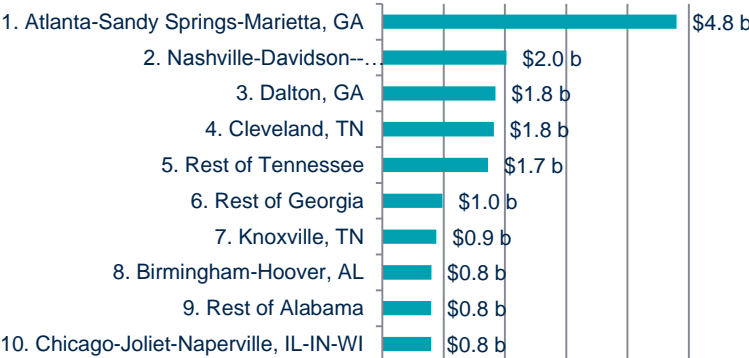 1. Atlanta-Sandy Springs-Marietta, GA $4.8 b
2. Nashville-Davidson--… $2.0 b
3. Dalton, GA $1.8 b
4. Cleveland, TN $1.8 b
5. Rest of Tennessee $1.7 b
6. Rest of Georgia $1.0 b
7. Knoxville, TN $0.9 b
8. Birmingham-Hoover, AL $0.8 b
9. Rest of Alabama $0.8 b
10. Chicago-Joliet-Naperville, IL-IN-WI $0.8 b